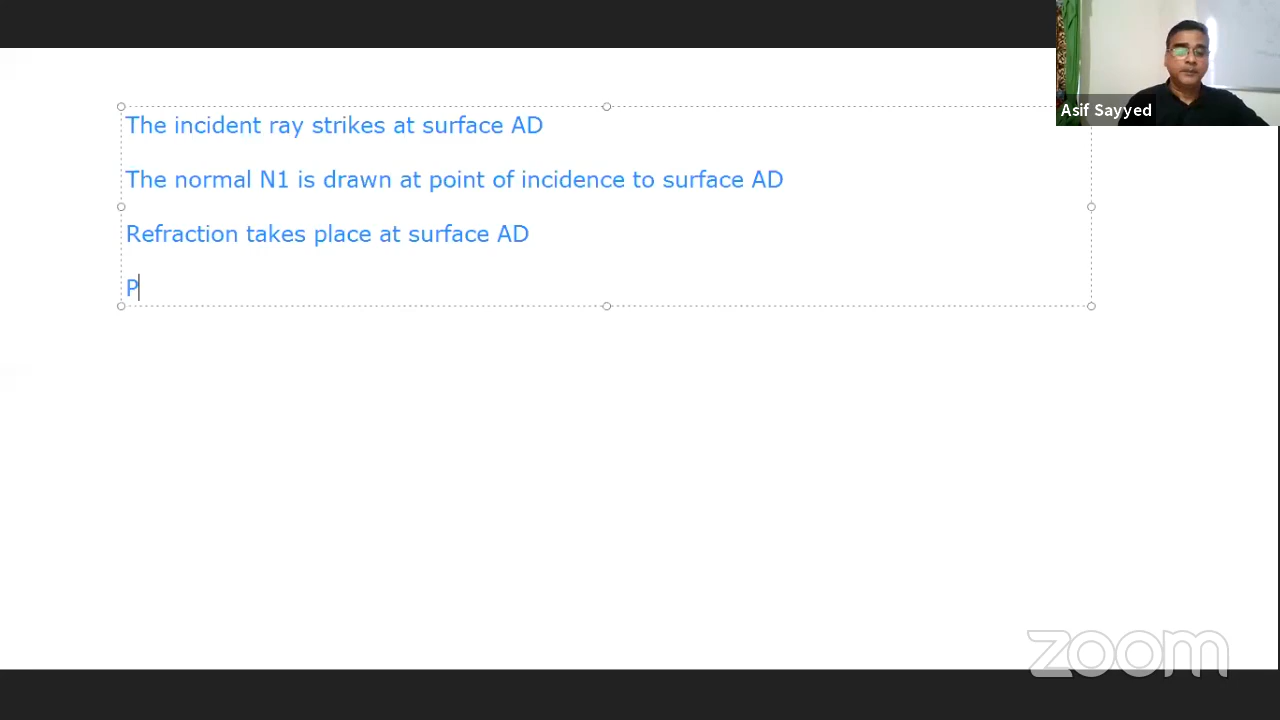 The incident ray strikes at surface AD
The normal N1 is drawn at point of incidence to surface AD
Refraction takes place at surface AD
P
Asif Sayyed
zoom